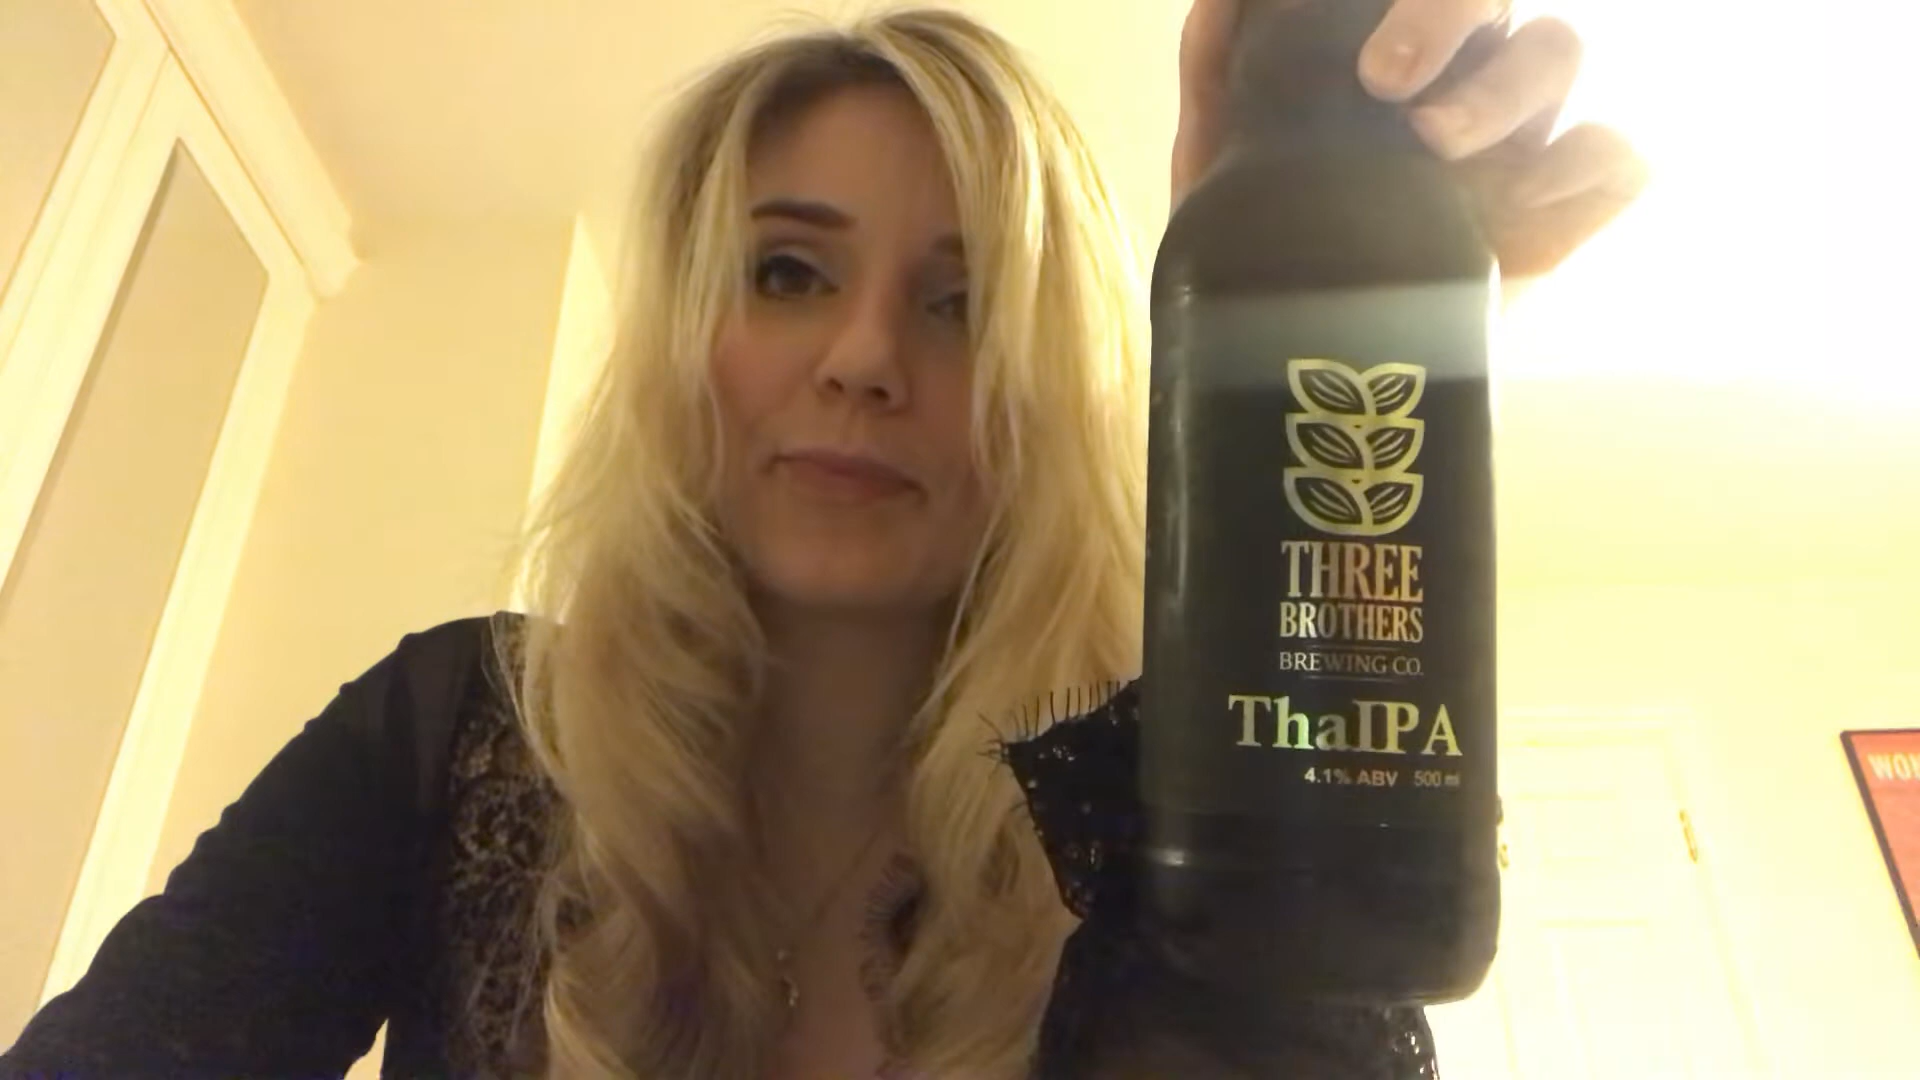 THREE
BROTHERS
BREWING CO.
ThaIPA
4.1% ABV 500 ml